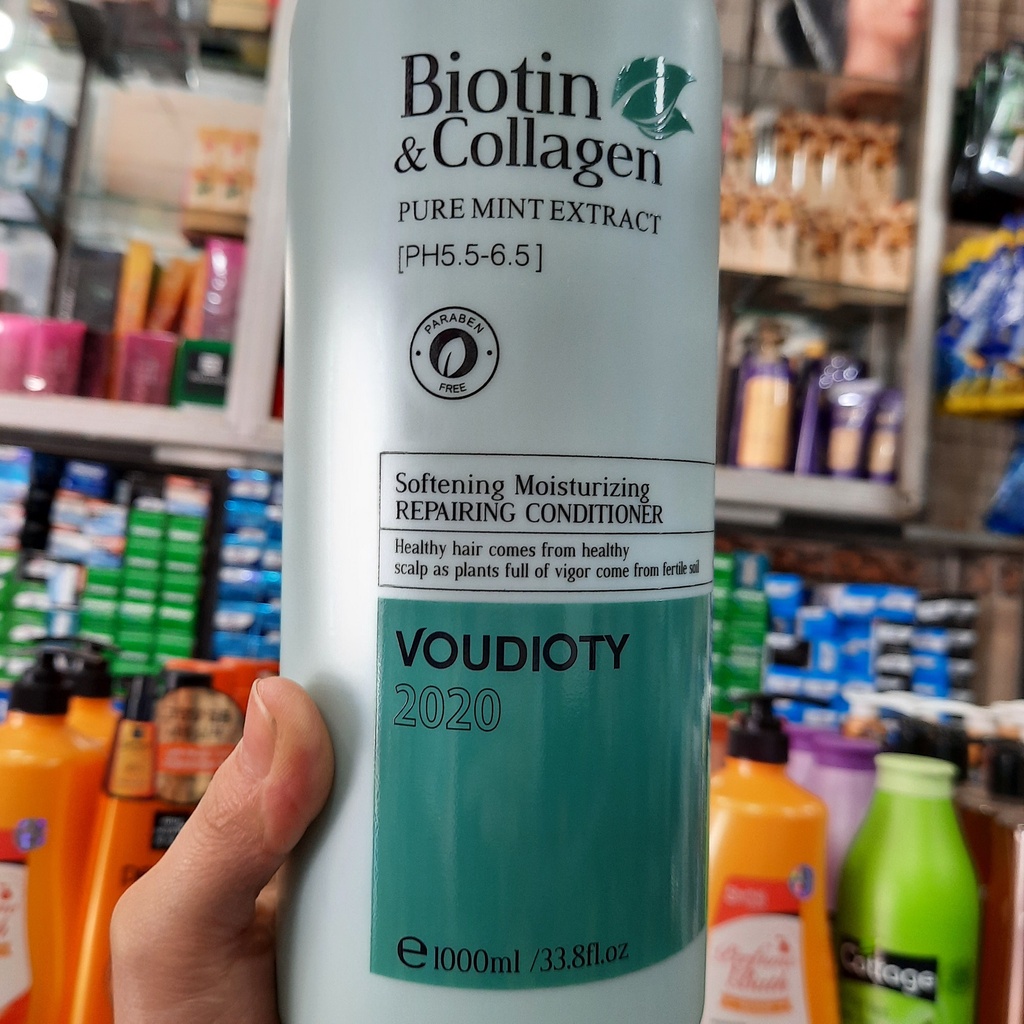 Biotin
&Collagen
PURE MINT EXTRACT
[PH5.5-6.5]
PARABEN
FREE
Softening Moisturizing
REPAIRING CONDITIONER
Healthy hair comes from healthy
scalp as plants full of vigor come from fertile soil
VOUDIOTY
2020
e 1000ml /33.8fl.oz
Cottage